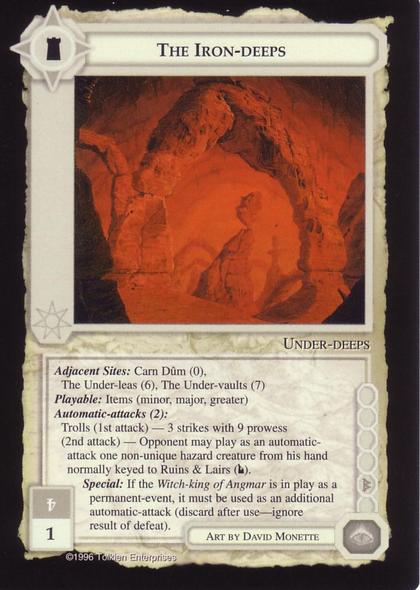 THE IRON-DEEPS
UNDER-DEEPS
Adjacent Sites: Carn Dûm (0),
The Under-leas (6), The Under-vaults (7)
Playable: Items (minor, major, greater)
Automatic-attacks (2):
Trolls (1st attack) — 3 strikes with 9 prowess
(2nd attack) — Opponent may play as an automatic-
attack one non-unique hazard creature from his hand
normally keyed to Ruins & Lairs ( ).
Special: If the Witch-king of Angmar is in play as a
permanent-event, it must be used as an additional
automatic-attack (discard after use—ignore
result of defeat).
1
ART BY DAVID MONETTE
©1996 Tolkien Enterprises